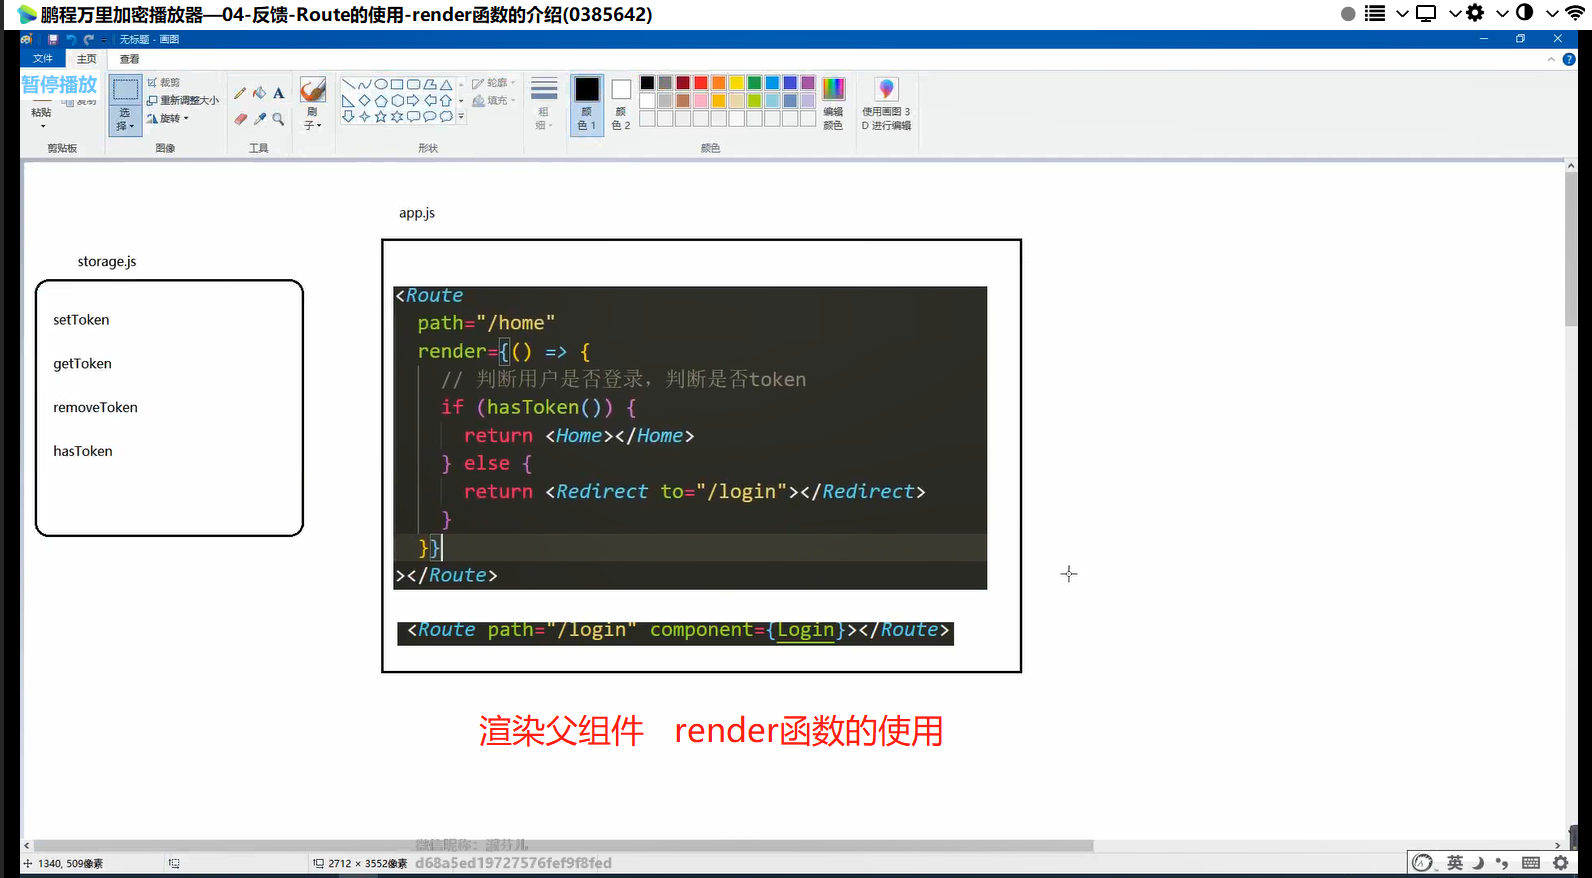 鹏程万里加密播放器—04-反馈-Route的使用-render函数的介绍(0385642)
无标题 - 画图
文件 主页 查看
暂停播放
粘贴 复制
剪贴板
选择
裁剪
重新调整大小
旋转
图像
工具
刷子
形状
轮廓
填充
粗细
颜色 1
颜色 2
颜色
编辑颜色
使用画图 3D 进行编辑
app.js
storage.js
setToken
getToken
removeToken
hasToken
<Route
path="/home"
render={() => {
// 判断用户是否登录，判断是否token
if (hasToken()) {
return <Home></Home>
} else {
return <Redirect to="/login"></Redirect>
}
}}
></Route>
<Route path="/login" component={Login}></Route>
渲染父组件 render函数的使用
1340, 509像素
2712 × 3552像素
d68a5ed19727576fef9f8fed
英